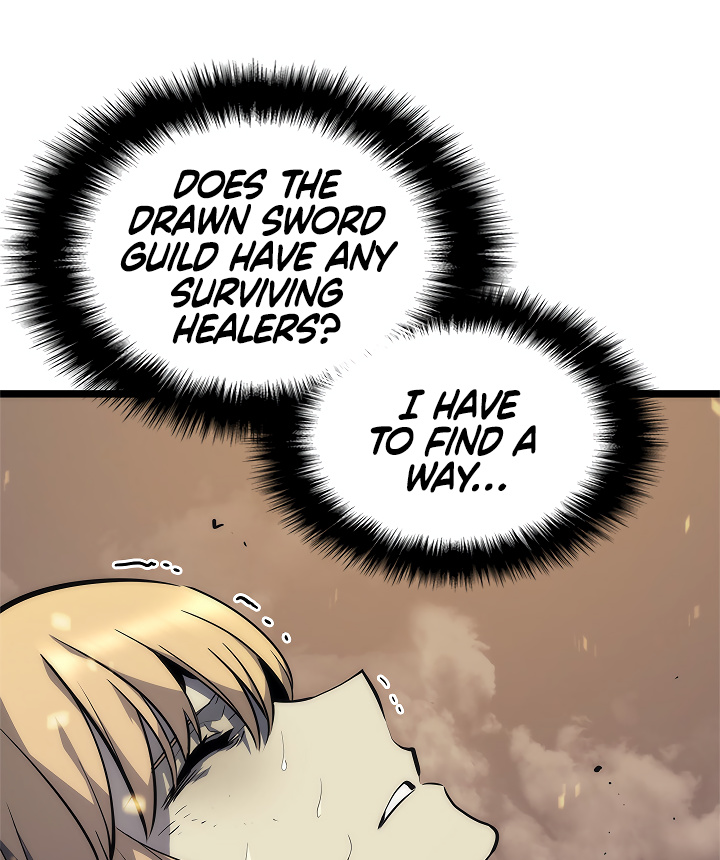 DOES THE
DRAWN SWORD
GUILD HAVE ANY
SURVIVING
HEALERS?
I HAVE
TO FIND A
WAY...